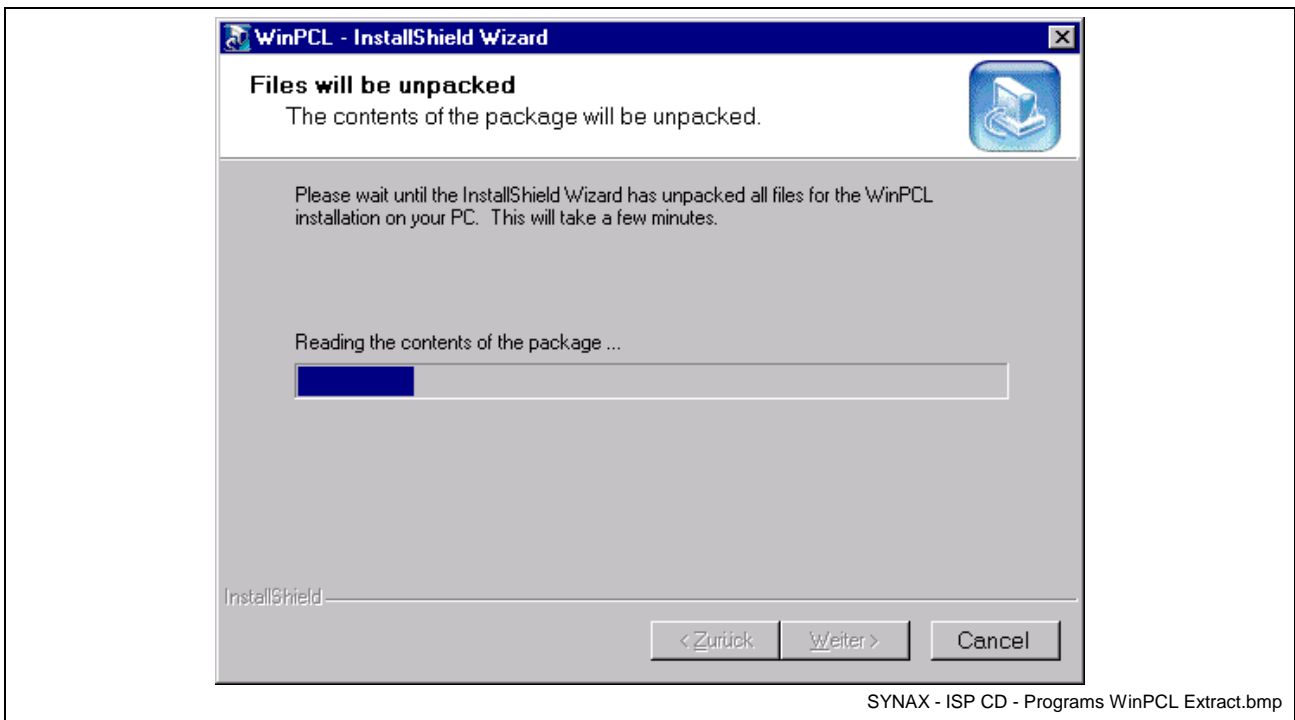 WinPCL - InstallShield Wizard
Files will be unpacked
The contents of the package will be unpacked.
Please wait until the InstallShield Wizard has unpacked all files for the WinPCL
installation on your PC.  This will take a few minutes.
Reading the contents of the package ...
InstallShield
< Zurück Weiter > Cancel
SYNAX - ISP CD - Programs WinPCL Extract.bmp